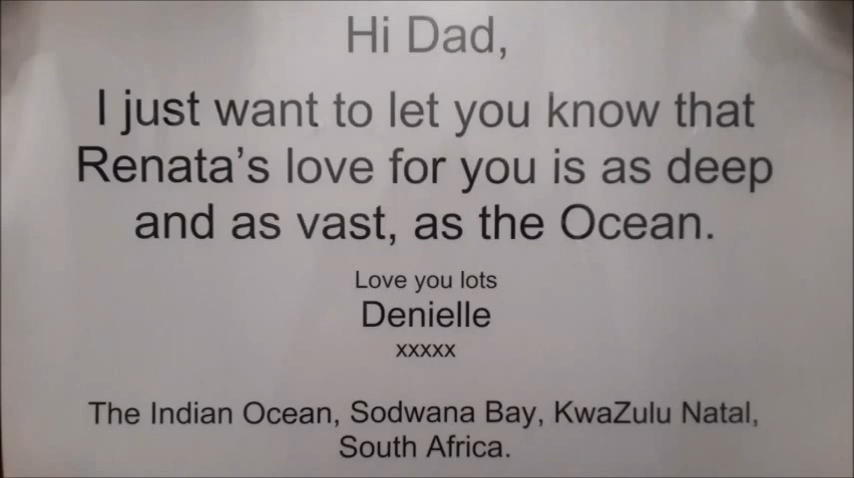 Hi Dad,
I just want to let you know that
Renata's love for you is as deep
and as vast, as the Ocean.
Love you lots
Denielle
xxxxx
The Indian Ocean, Sodwana Bay, KwaZulu Natal,
South Africa.